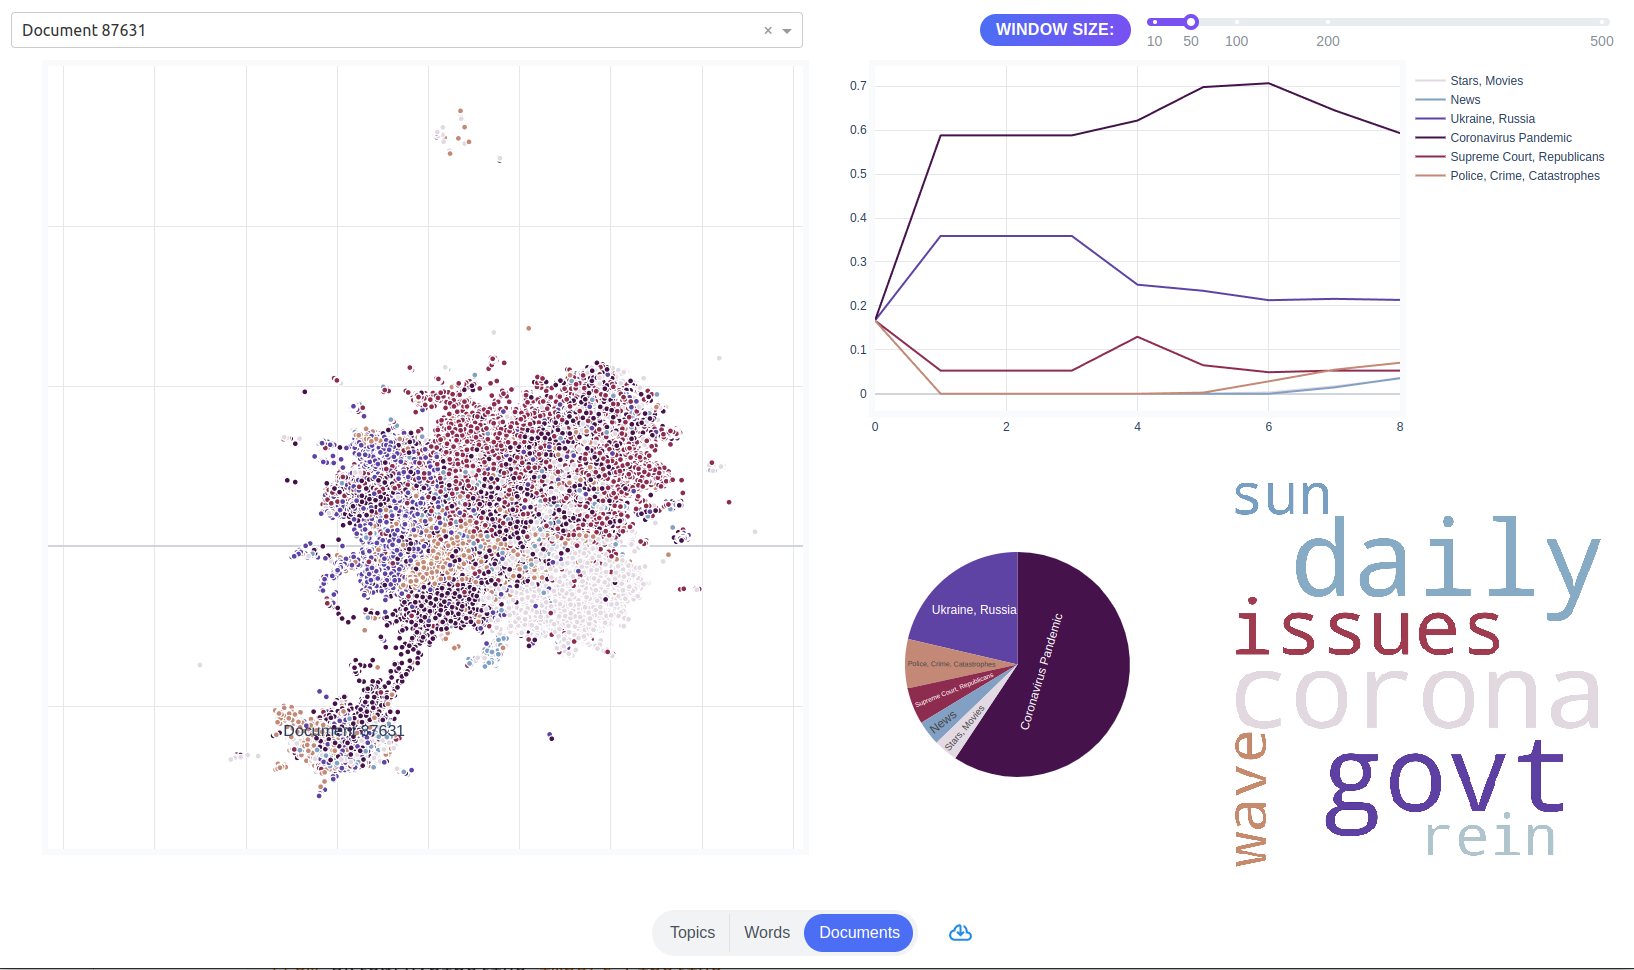 Document 87631
WINDOW SIZE:
10 50 100 200 500
0.7
0.6
0.5
0.4
0.3
0.2
0.1
0
0 2 4 6 8
Stars, Movies
News
Ukraine, Russia
Coronavirus Pandemic
Supreme Court, Republicans
Police, Crime, Catastrophes
Document 87631
Ukraine, Russia
Police, Crime, Catastrophes
Supreme Court, Republicans
News
Stars, Movies
Coronavirus Pandemic
sun
daily
issues
corona
wave
govt
rein
Topics Words Documents